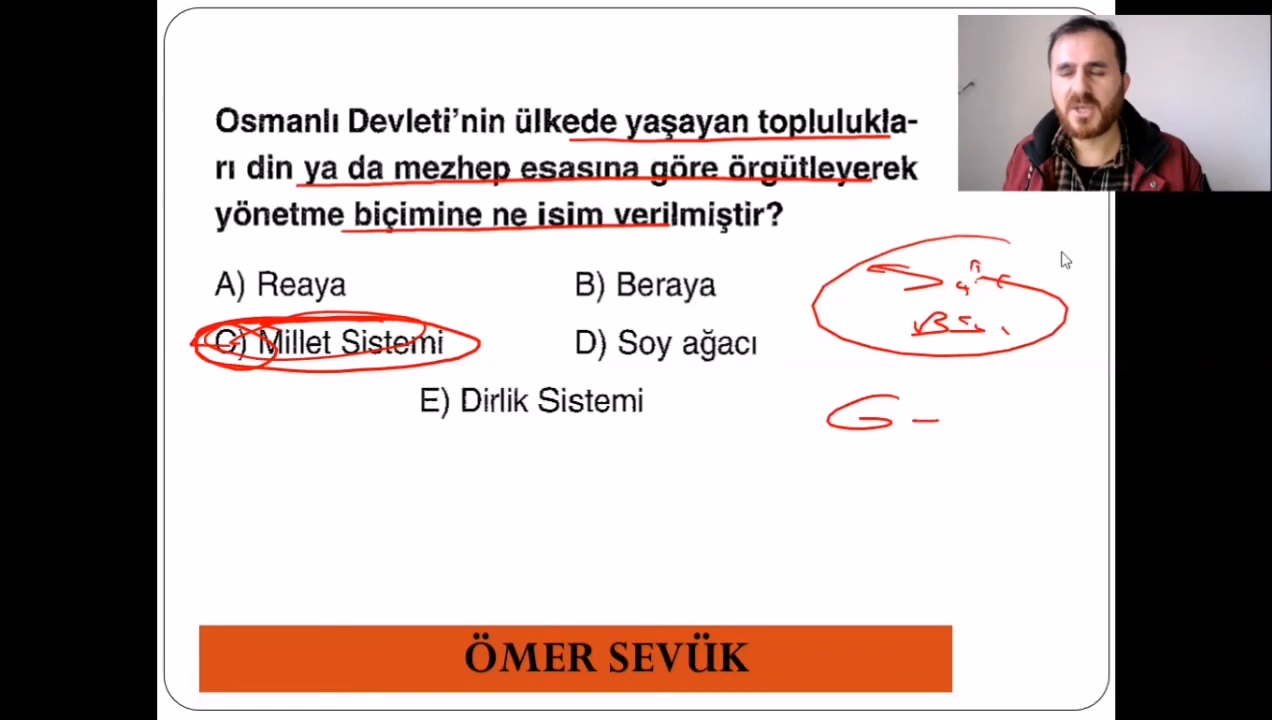 Osmanlı Devleti'nin ülkede yaşayan toplulukla-
rı din ya da mezhep esasına göre örgütleyerek
yönetme biçimine ne isim verilmiştir?
A) Reaya B) Beraya
C) Millet Sistemi D) Soy ağacı
E) Dirlik Sistemi
ÖMER SEVÜK